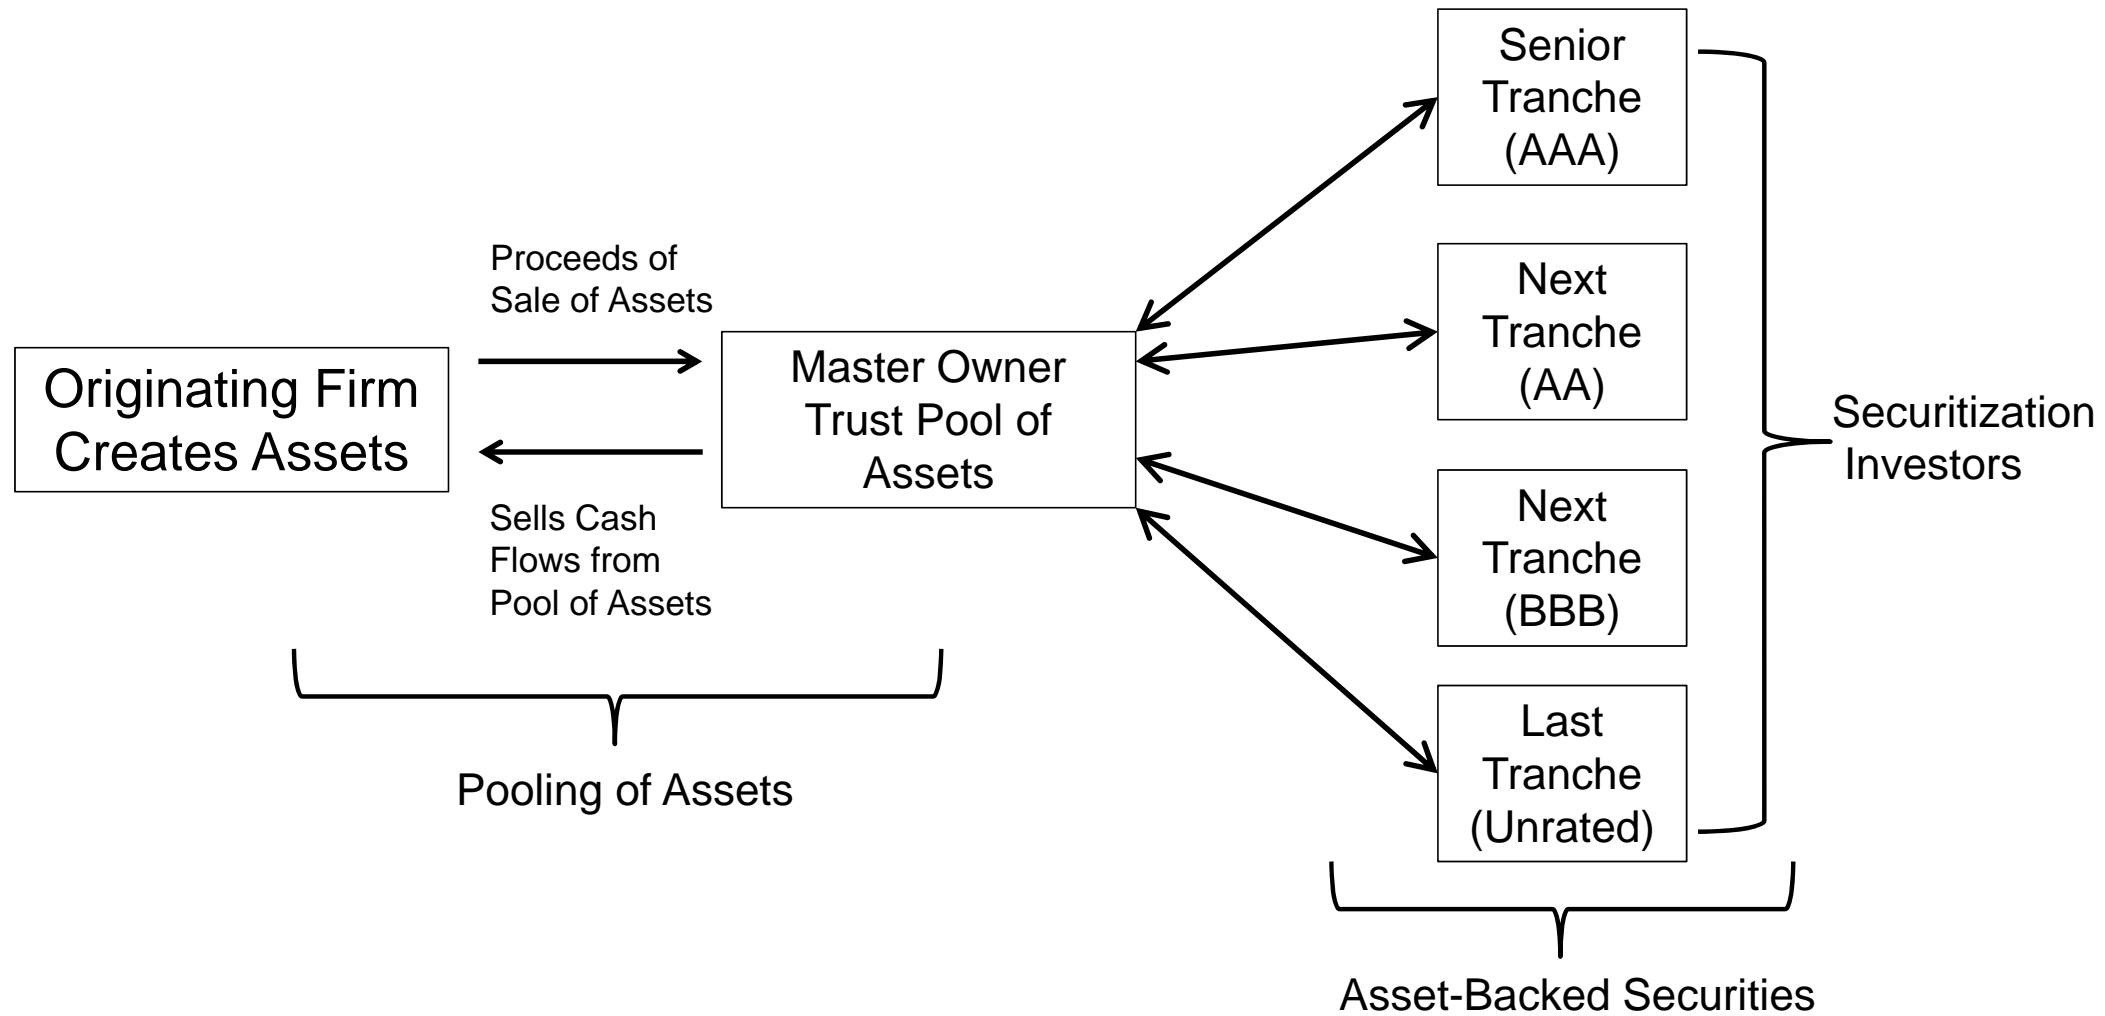 Originating Firm
Creates Assets
Proceeds of
Sale of Assets
Sells Cash
Flows from
Pool of Assets
Pooling of Assets
Master Owner
Trust Pool of
Assets
Senior
Tranche
(AAA)
Next
Tranche
(AA)
Next
Tranche
(BBB)
Last
Tranche
(Unrated)
Securitization
Investors
Asset-Backed Securities